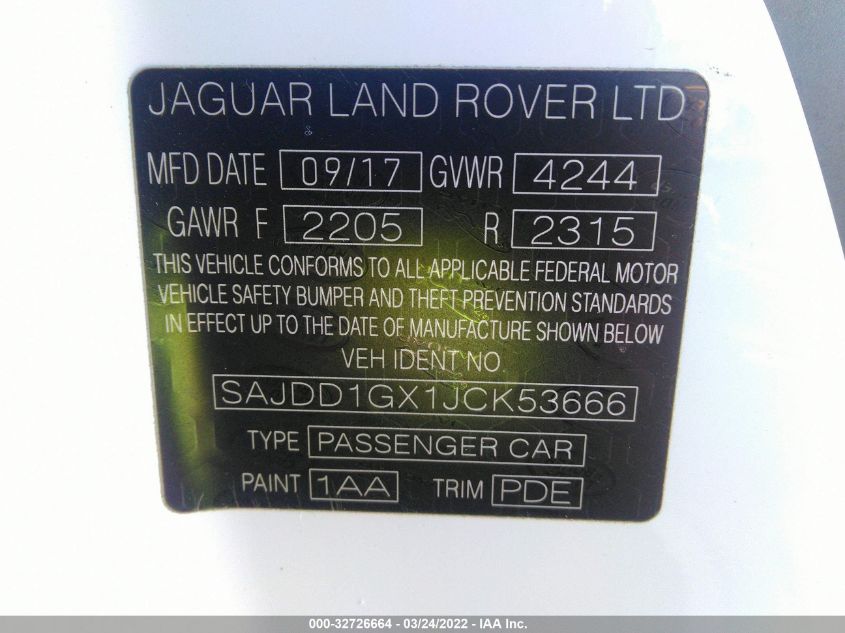 JAGUAR LAND ROVER LTD
MFD DATE 09/17 GVWR 4244
GAWR F 2205 R 2315
THIS VEHICLE CONFORMS TO ALL APPLICABLE FEDERAL MOTOR
VEHICLE SAFETY BUMPER AND THEFT PREVENTION STANDARDS
IN EFFECT UP TO THE DATE OF MANUFACTURE SHOWN BELOW
VEH IDENT NO
SAJDD1GX1JCK53666
TYPE PASSENGER CAR
PAINT 1AA TRIM PDE
000-32726664 - 03/24/2022 - IAA Inc.